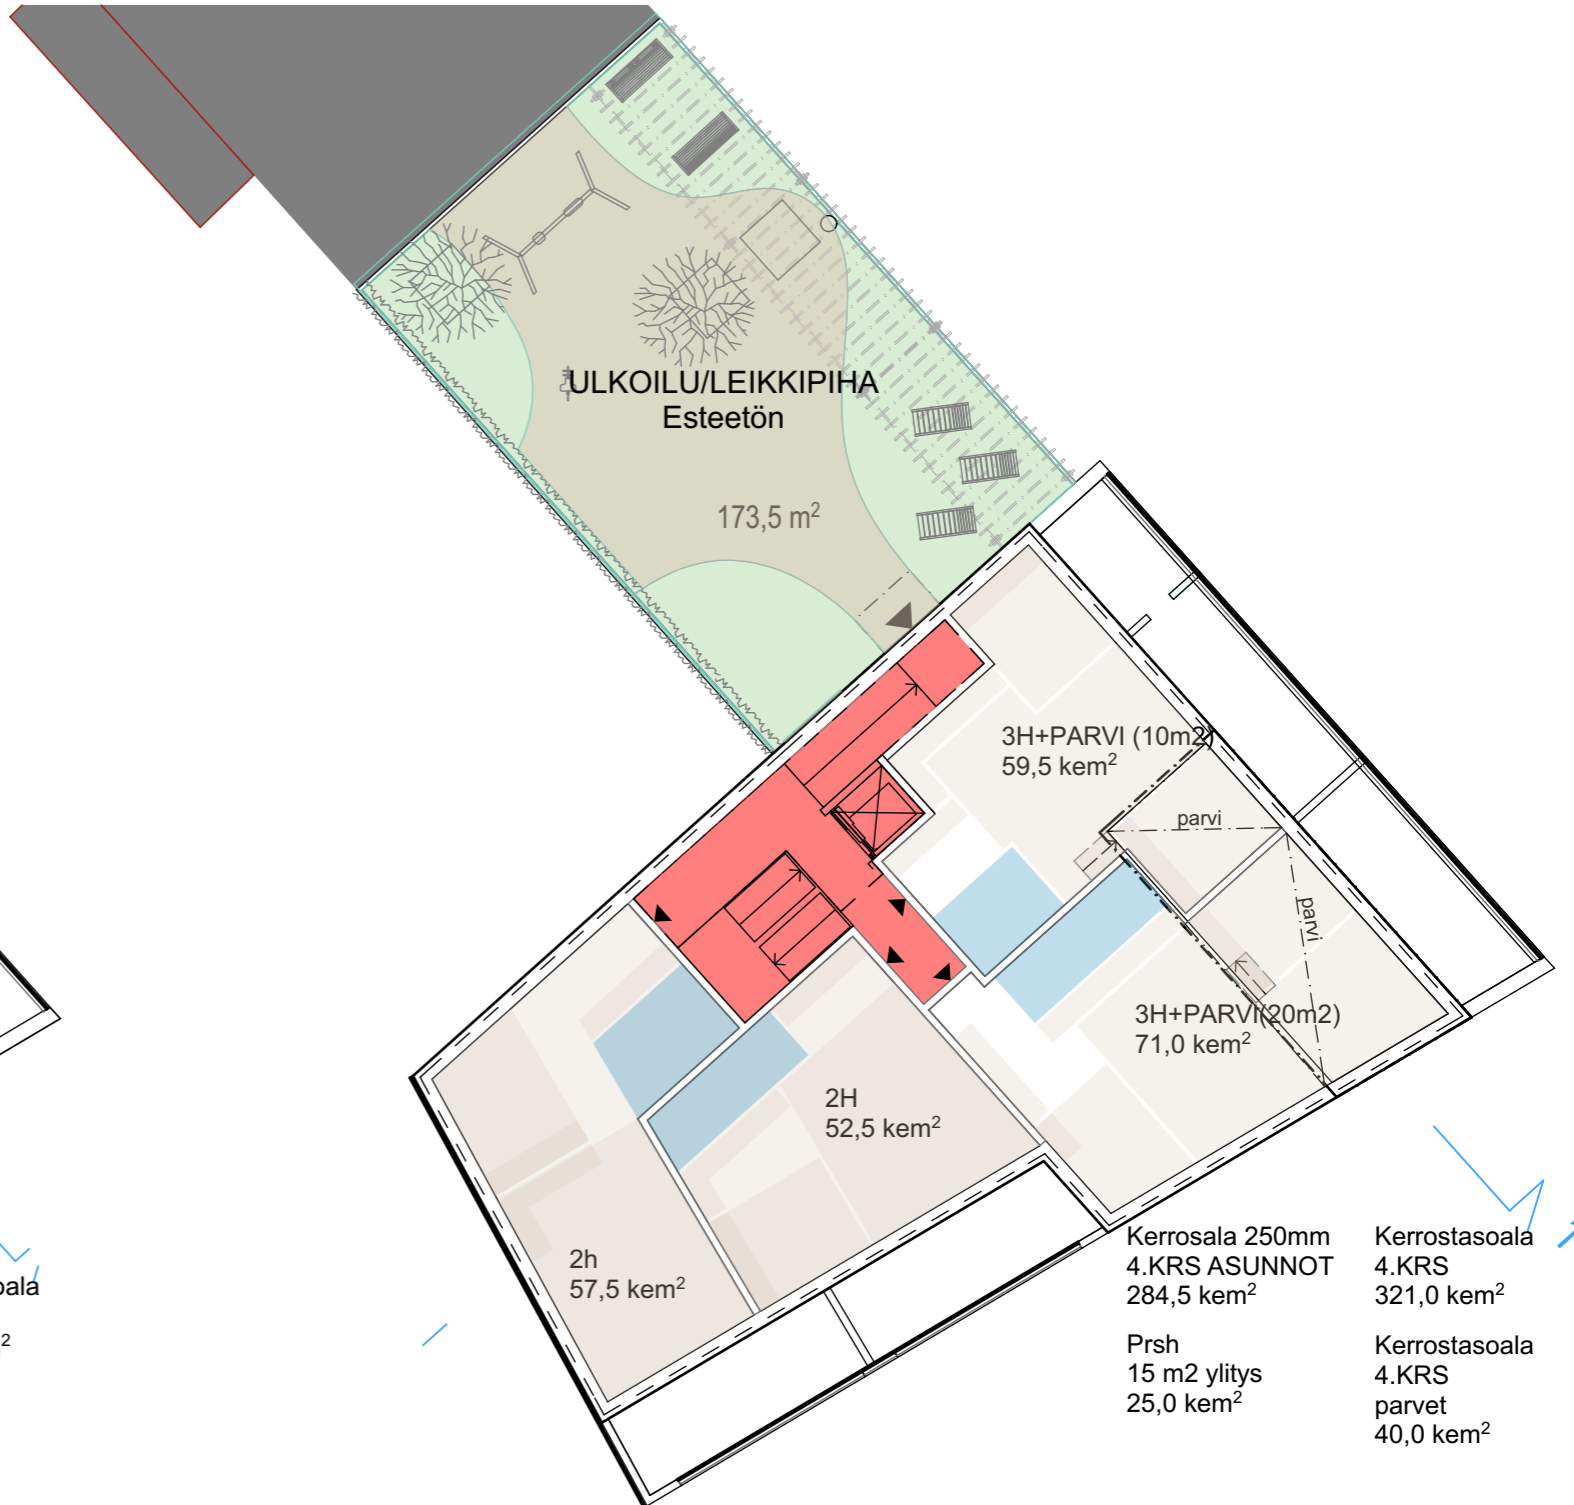 ULKOILU/LEIKKIPIHA
Esteetön
173,5 m²
3H+PARVI (10m2)
59,5 kem²
parvi
parvi
3H+PARVI(20m2)
71,0 kem²
2H
52,5 kem²
2h
57,5 kem²
Kerrosala 250mm
4.KRS ASUNNOT
284,5 kem²
Kerrostasoala
4.KRS
321,0 kem²
Prsh
15 m2 ylitys
25,0 kem²
Kerrostasoala
4.KRS
parvet
40,0 kem²